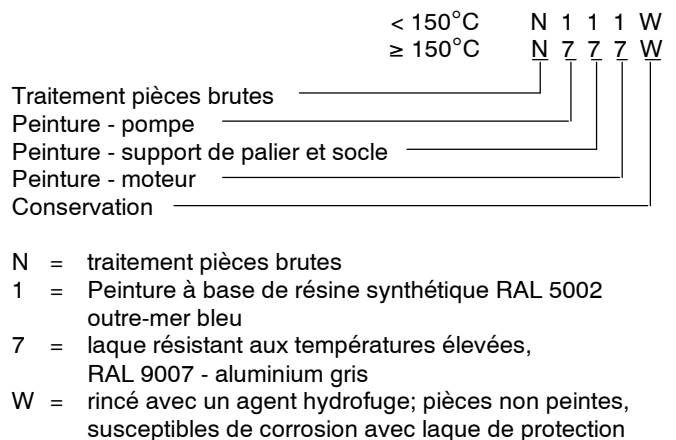 < 150°C N 1 1 1 W
≥ 150°C N 7 7 7 W
Traitement pièces brutes
Peinture - pompe
Peinture - support de palier et socle
Peinture - moteur
Conservation
N = traitement pièces brutes
1 = Peinture à base de résine synthétique RAL 5002
outre-mer bleu
7 = laque résistant aux températures élevées,
RAL 9007 - aluminium gris
W = rincé avec un agent hydrofuge; pièces non peintes,
susceptibles de corrosion avec laque de protection